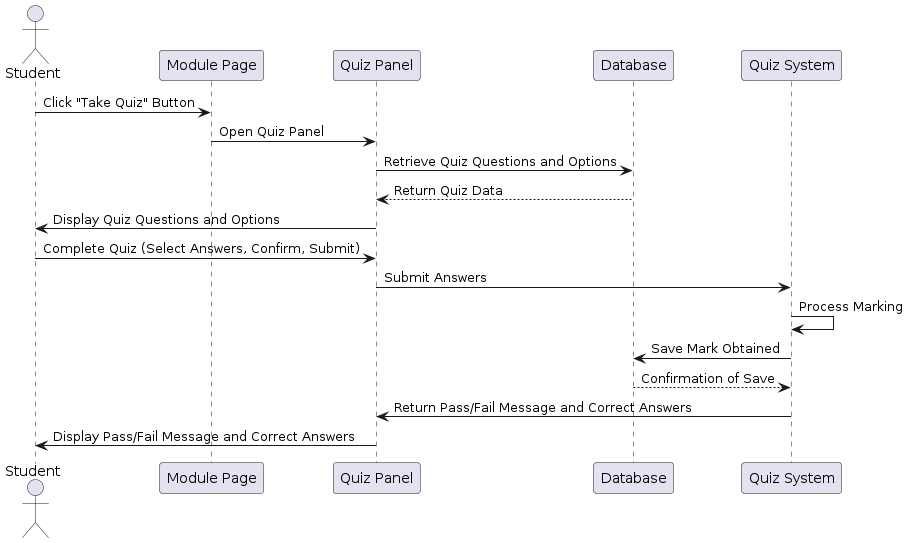 Student
Module Page
Quiz Panel
Database
Quiz System
Click "Take Quiz" Button
Open Quiz Panel
Retrieve Quiz Questions and Options
Return Quiz Data
Display Quiz Questions and Options
Complete Quiz (Select Answers, Confirm, Submit)
Submit Answers
Process Marking
Save Mark Obtained
Confirmation of Save
Return Pass/Fail Message and Correct Answers
Display Pass/Fail Message and Correct Answers
Student
Module Page
Quiz Panel
Database
Quiz System